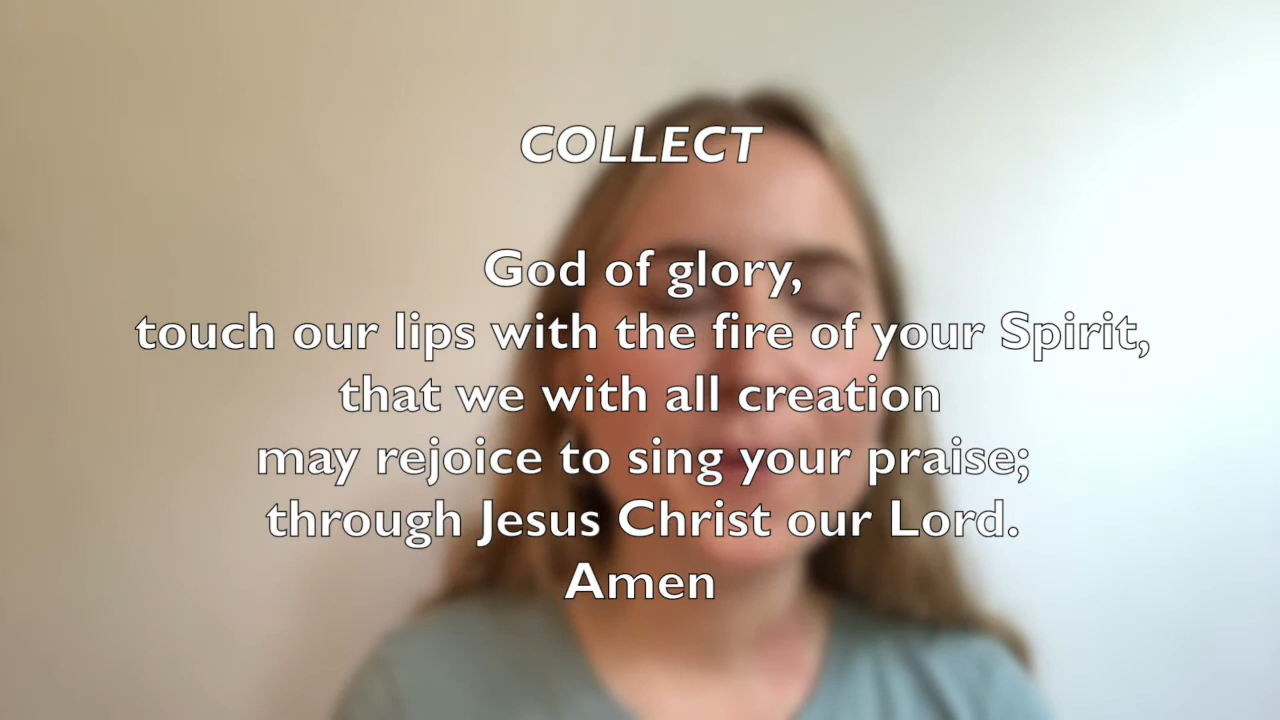 COLLECT
God of glory,
touch our lips with the fire of your Spirit,
that we with all creation
may rejoice to sing your praise;
through Jesus Christ our Lord.
Amen